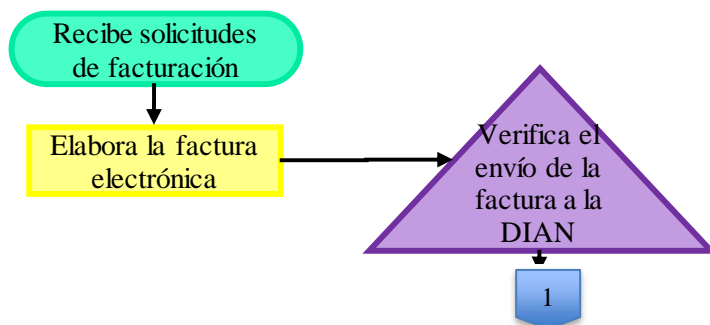 Recibe solicitudes
de facturación
Elabora la factura
electrónica
Verifica el
envío de la
factura a la
DIAN
1